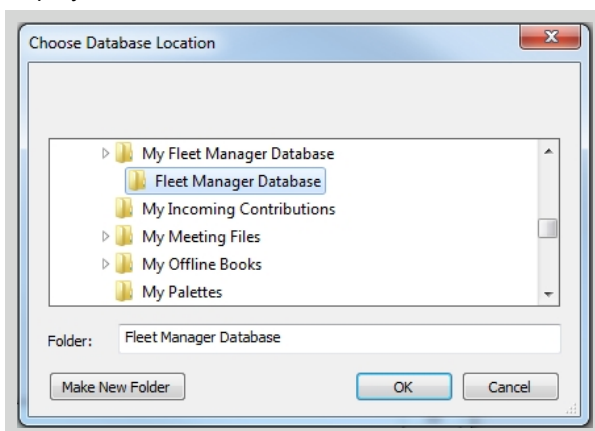 Choose Database Location
My Fleet Manager Database
Fleet Manager Database
My Incoming Contributions
My Meeting Files
My Offline Books
My Palettes
Folder: Fleet Manager Database
Make New Folder OK Cancel